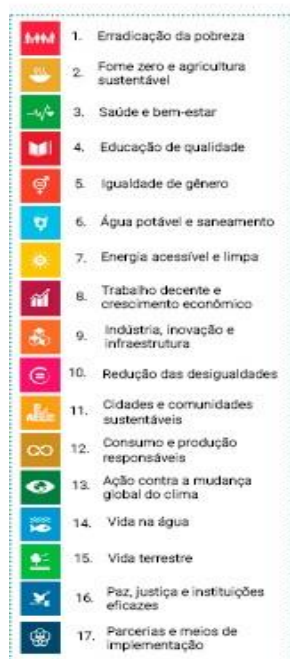 1. Erradicação da pobreza
2. Fome zero e agricultura
sustentável
3. Saúde e bem-estar
4. Educação de qualidade
5. Igualdade de gênero
6. Água potável e saneamento
7. Energia acessível e limpa
8. Trabalho decente e
crescimento econômico
9. Indústria, inovação e
infraestrutura
10. Redução das desigualdades
11. Cidades e comunidades
sustentáveis
12. Consumo e produção
responsáveis
13. Ação contra a mudança
global do clima
14. Vida na água
15. Vida terrestre
16. Paz, justiça e instituições
eficazes
17. Parcerias e meios de
implementação